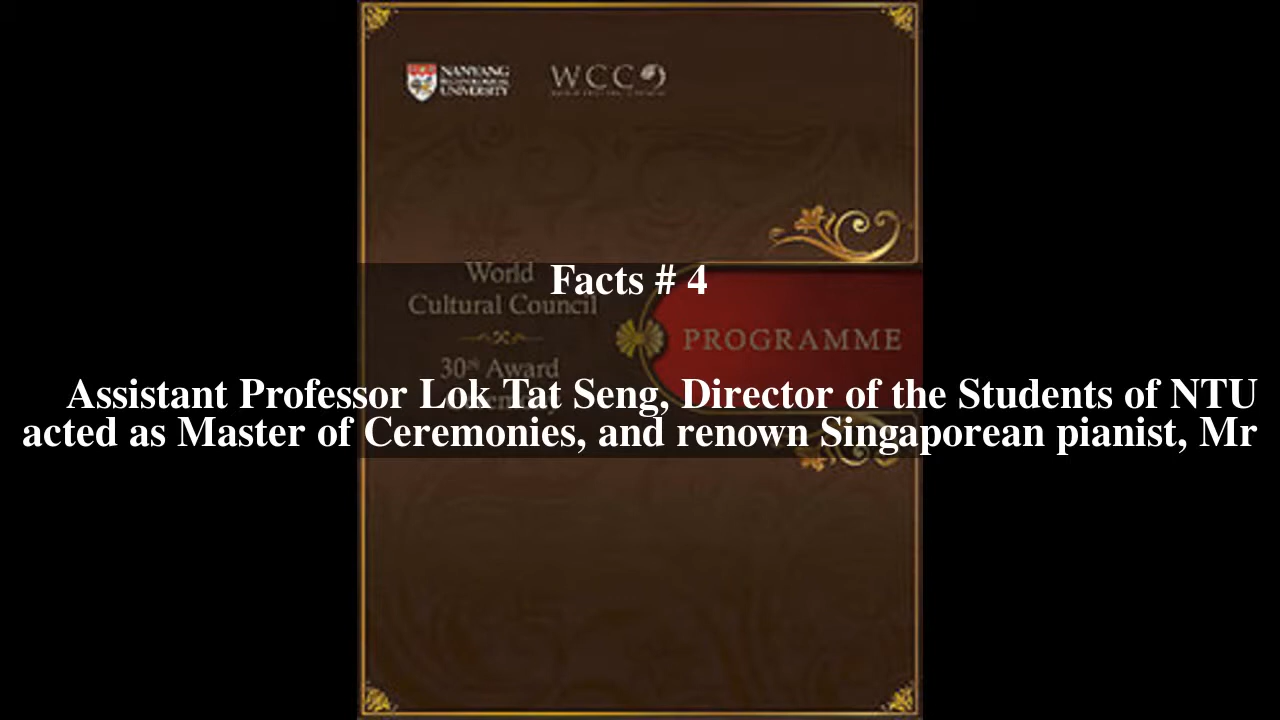 NANYANG
TECHNOLOGICAL
UNIVERSITY
WCC
World
Cultural Council
30th Award
PROGRAMME
Facts # 4
Assistant Professor Lok Tat Seng, Director of the Students of NTU
acted as Master of Ceremonies, and renown Singaporean pianist, Mr